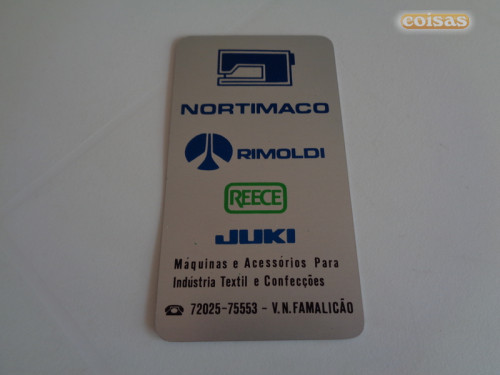 coisas
NORTIMACO
RIMOLDI
REECE
JUKI
Máquinas e Acessórios Para
Indústria Textil e Confecções
☎ 72025-75553 - V.N.FAMALICÃO